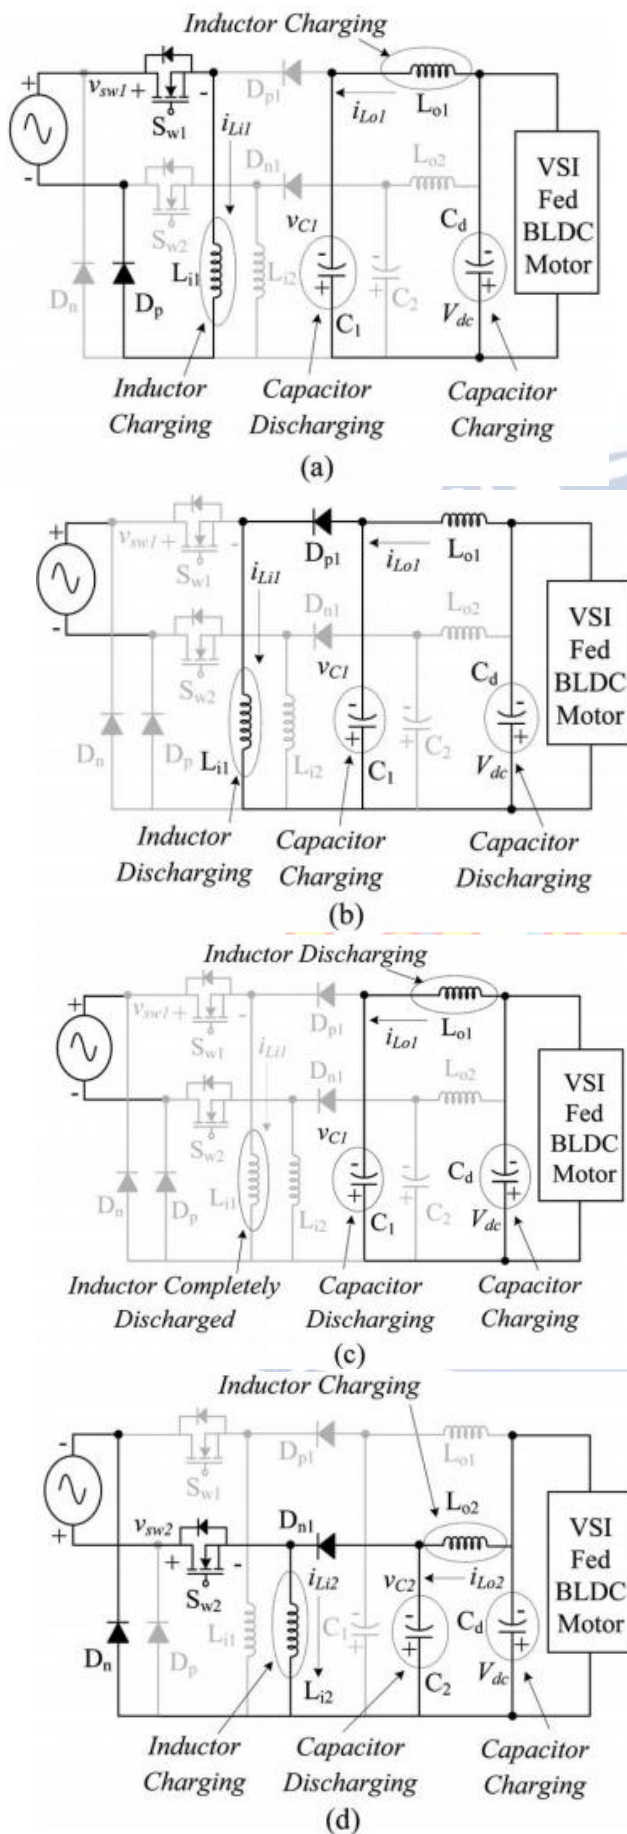 Inductor Charging
+ vsw1 + - Dp1 iLo1 Lo1
Sw1 iLi1
- Dn1 Lo2 VSI
Fed
BLDC
Motor
Sw2 vC1 - - Cd -
Li1 Li2 + + +
Dn Dp C1 C2 Vdc
Inductor Capacitor Capacitor
Charging Discharging Charging
(a)
+ vsw1 + - Dp1 iLo1 Lo1
Sw1 iLi1
- Dn1 Lo2 VSI
Fed
BLDC
Motor
Sw2 vC1 - - Cd -
+ + +
Dn Dp Li1 Li2 C1 C2 Vdc
Inductor Capacitor Capacitor
Discharging Charging Discharging
(b)
Inductor Discharging
+ vsw1 + - Dp1 iLo1 Lo1
Sw1 iLi1
- Dn1 Lo2 VSI
Fed
BLDC
Motor
Sw2 vC1 - - Cd -
Li1 + + +
Dn Dp Li2 C1 C2 Vdc
Inductor Completely Capacitor Capacitor
Discharged Discharging Charging
(c)
Inductor Charging
- Dp1 Lo1
Sw1
+ vsw2 Dn1 Lo2 VSI
Fed
BLDC
Motor
+ - iLi2 vC2 iLo2
Sw2 - - Cd -
Li1 C1 + + +
Dn Dp Li2 C2 Vdc
Inductor Capacitor Capacitor
Charging Discharging Charging
(d)